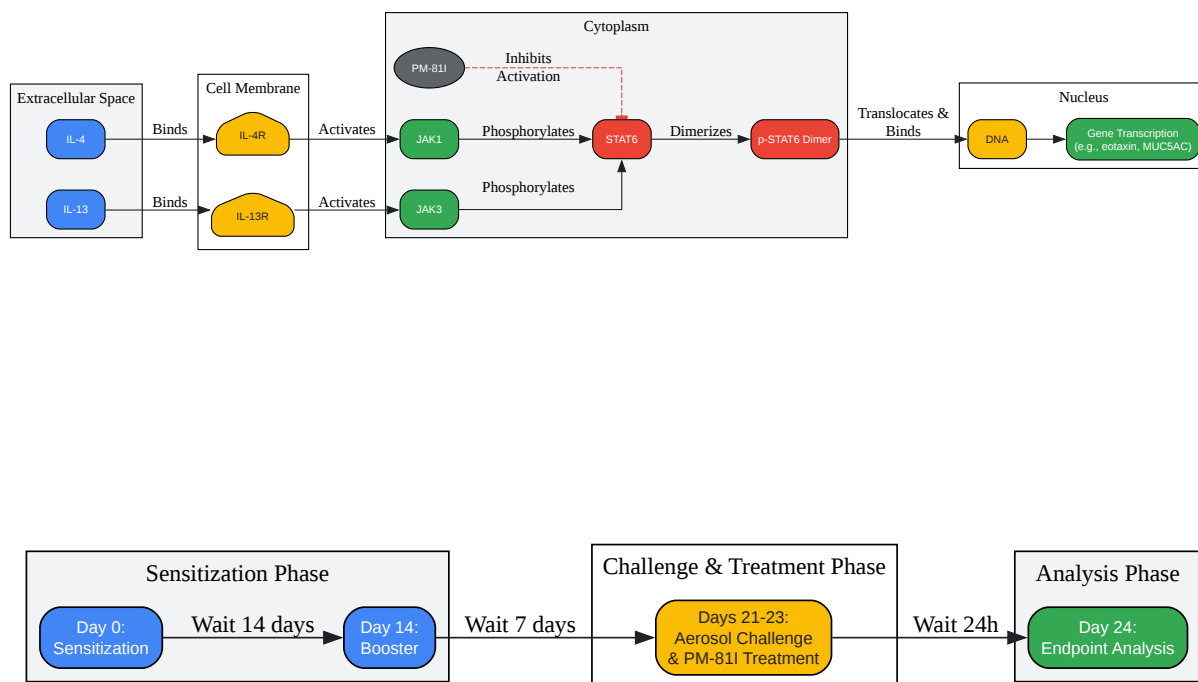 Cytoplasm
PM-81I
Inhibits
Activation
Extracellular Space
Cell Membrane
Nucleus
Translocates &
Binds
IL-4
Binds
IL-4R
Activates
JAK1
Phosphorylates
STAT6
Dimerizes
p-STAT6 Dimer
DNA
Gene Transcription
(e.g., eotaxin, MUC5AC)
IL-13
Binds
IL-13R
Activates
JAK3
Phosphorylates
Sensitization Phase
Challenge & Treatment Phase
Analysis Phase
Day 0:
Sensitization
Wait 14 days
Day 14:
Booster
Wait 7 days
Days 21-23:
Aerosol Challenge
& PM-81I Treatment
Wait 24h
Day 24:
Endpoint Analysis